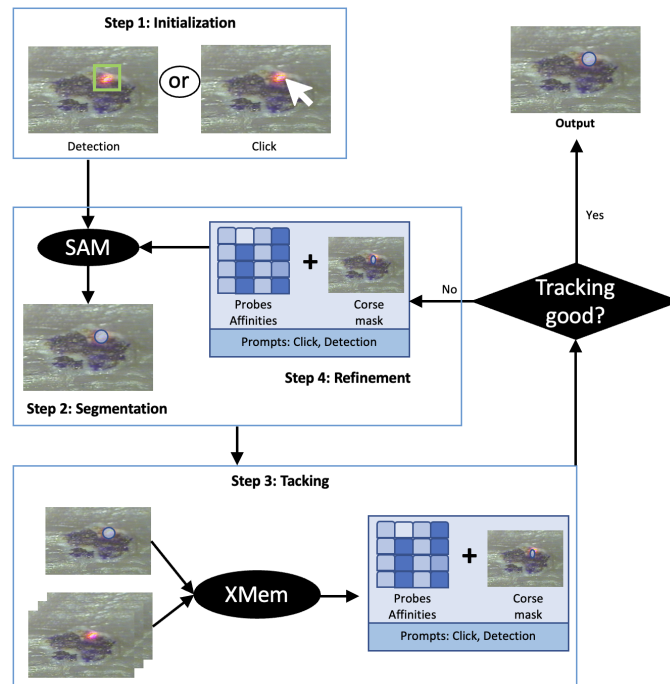 Step 1: Initialization
or
Detection
Click
Output
Yes
SAM
Probes
Affinities
+
Corse
mask
Prompts: Click, Detection
No
Tracking
good?
Step 4: Refinement
Step 2: Segmentation
Step 3: Tacking
XMem
Probes
Affinities
+
Corse
mask
Prompts: Click, Detection